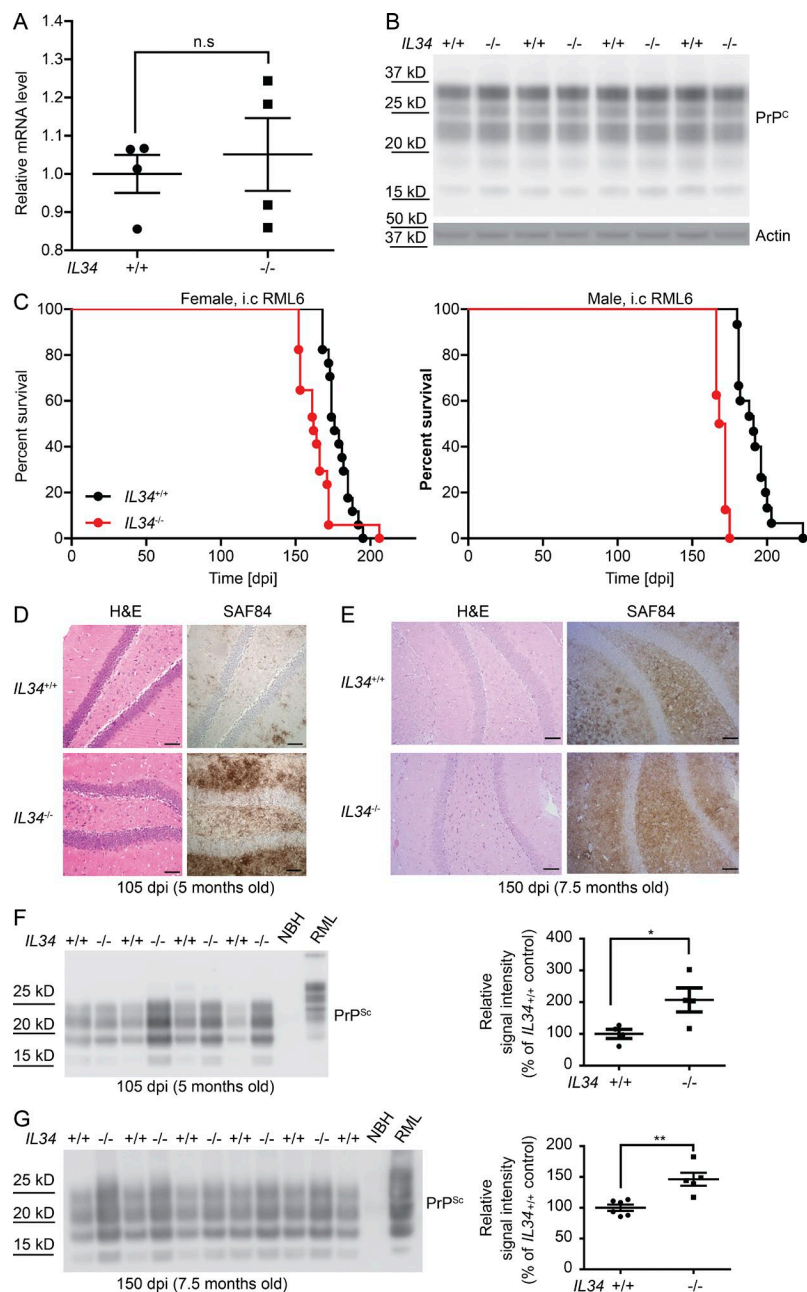 A
n.s
Relative mRNA level
1.4
1.3
1.2
1.1
1.0
0.9
0.8
IL34
+/+
-/-
B
IL34 +/+ -/- +/+ -/- +/+ -/- +/+ -/-
37 kD
25 kD
20 kD
15 kD
50 kD
37 kD
PrPC
Actin
C
Female, i.c RML6
Percent survival
100
80
60
40
20
0
IL34+/+
IL34-/-
0 50 100 150 200
Time [dpi]
Male, i.c RML6
Percent survival
100
80
60
40
20
0
0 50 100 150 200
Time [dpi]
D
H&E SAF84
IL34+/+
IL34-/-
105 dpi (5 months old)
E
H&E SAF84
IL34+/+
IL34-/-
150 dpi (7.5 months old)
F
IL34 +/+ -/- +/+ -/- +/+ -/- +/+ -/- NBH RML
25 kD
20 kD
15 kD
PrPSc
105 dpi (5 months old)
Relative
signal intensity
(% of IL34+/+ control)
400
300
200
100
0
*
IL34 +/+ -/-
G
IL34 +/+ -/- +/+ -/- +/+ -/- +/+ -/- +/+ -/- +/+ NBH RML
25 kD
20 kD
15 kD
PrPSc
150 dpi (7.5 months old)
Relative
signal intensity
(% of IL34+/+ control)
200
150
100
50
0
**
IL34 +/+ -/-